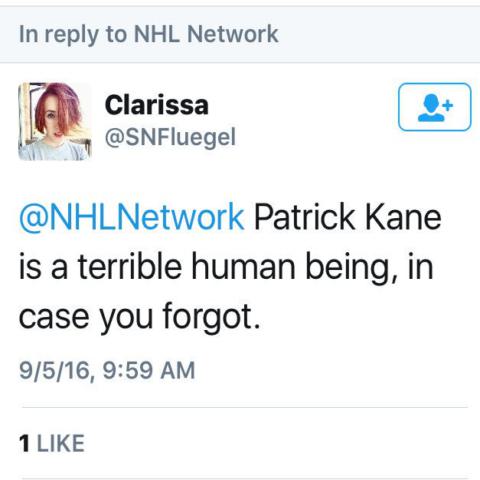 In reply to NHL Network
Clarissa
@SNFluegel
@NHLNetwork Patrick Kane
is a terrible human being, in
case you forgot.
9/5/16, 9:59 AM
1 LIKE